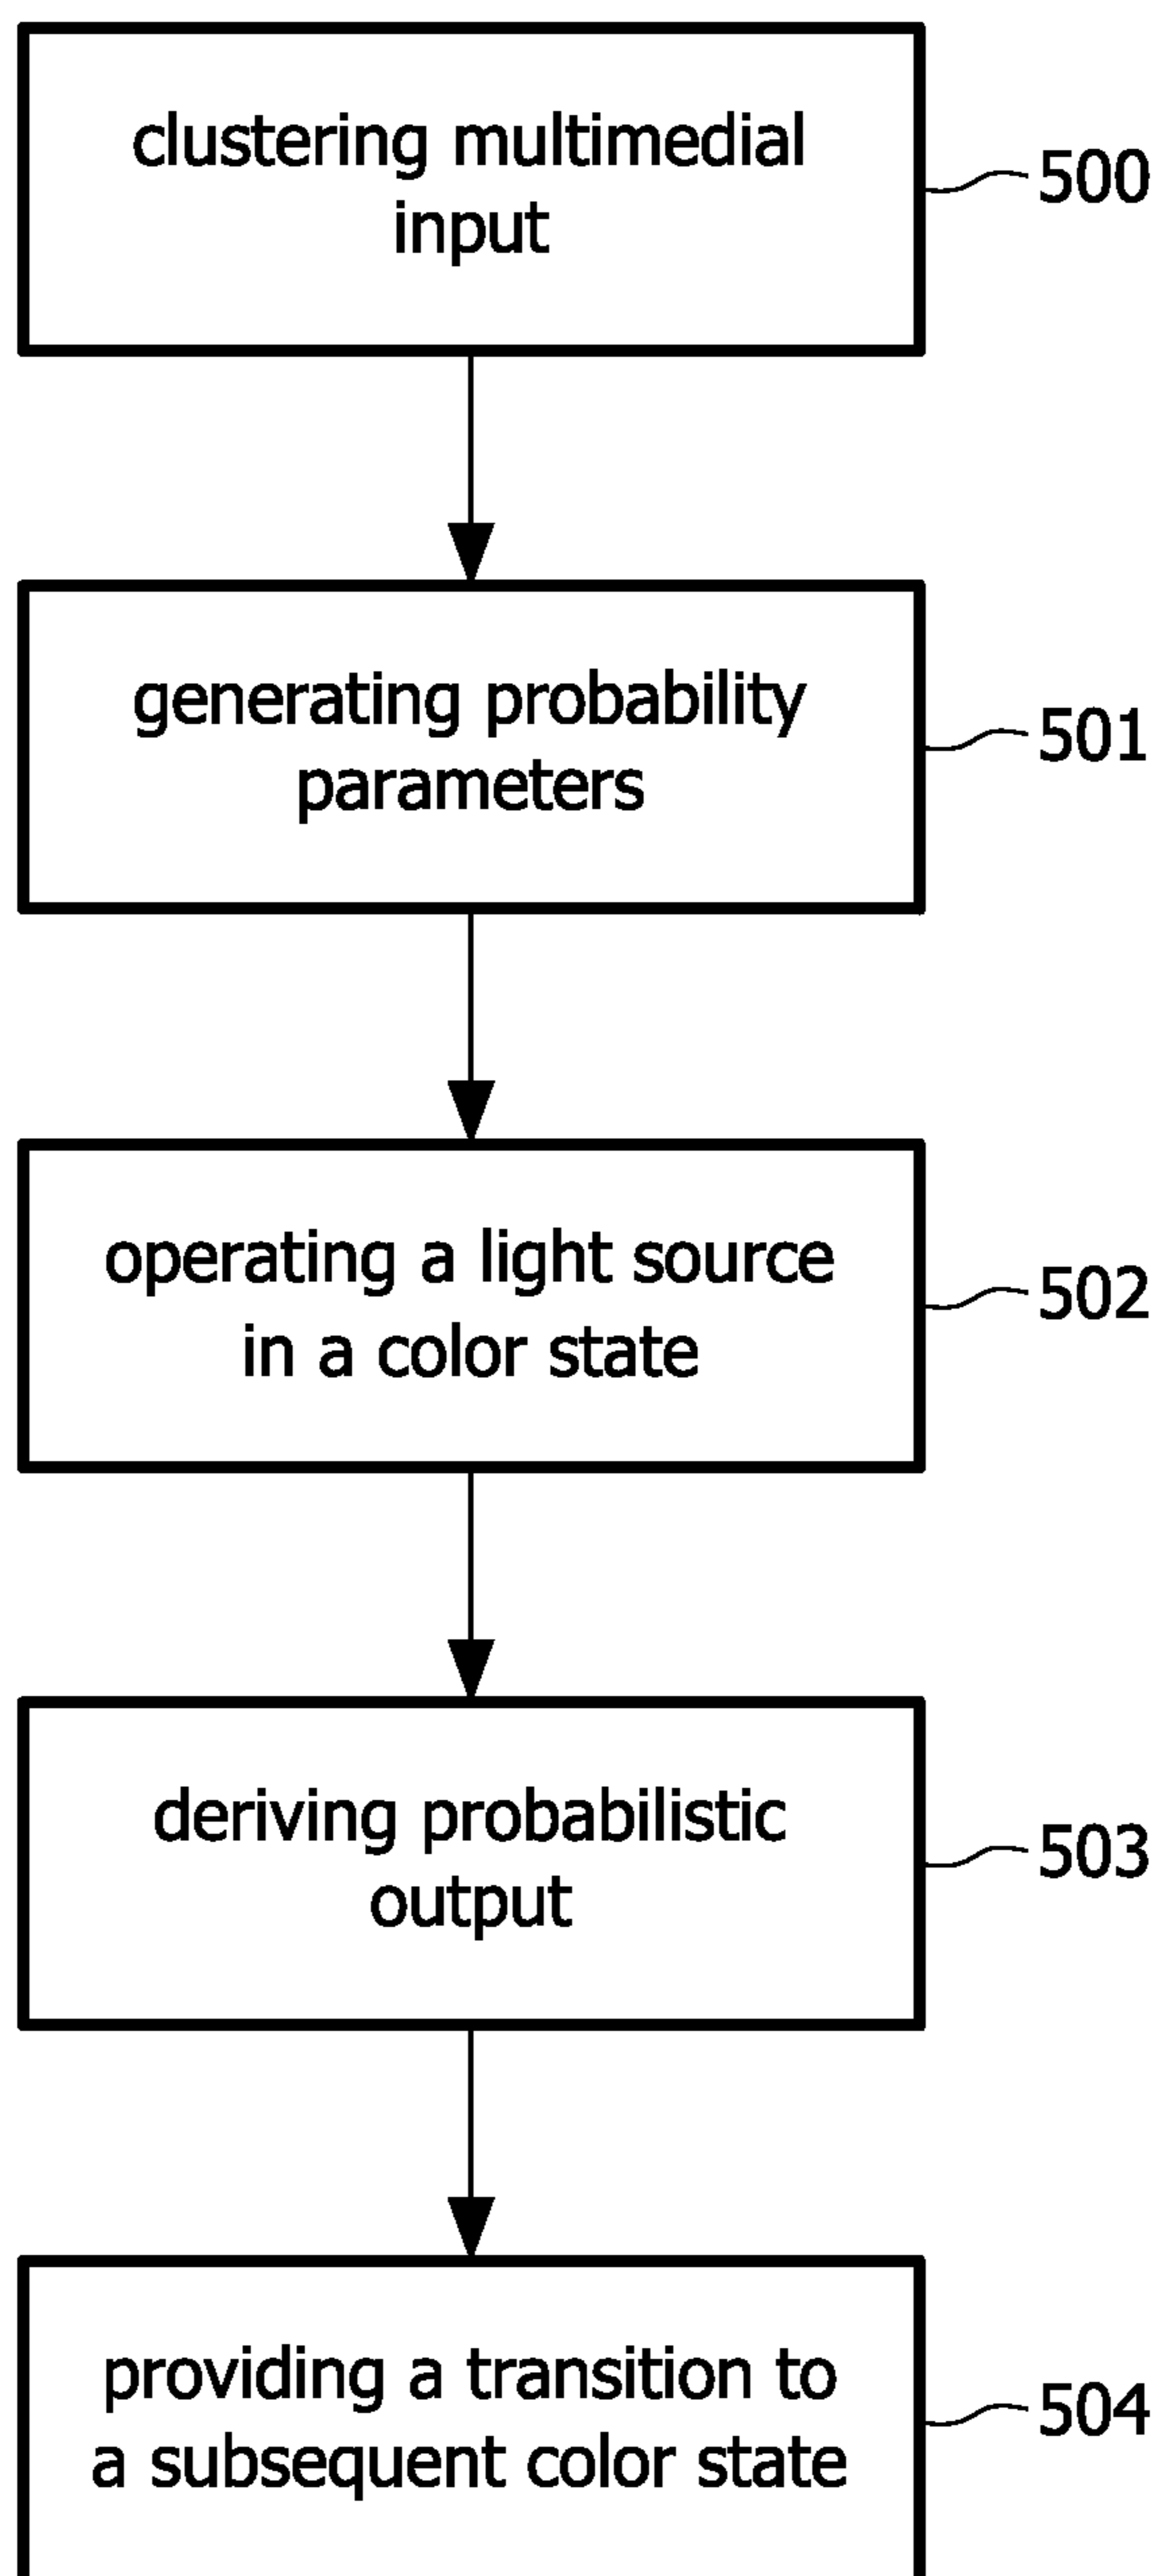 clustering multimedial
input
500
generating probability
parameters
501
operating a light source
in a color state
502
deriving probabilistic
output
503
providing a transition to
a subsequent color state
504